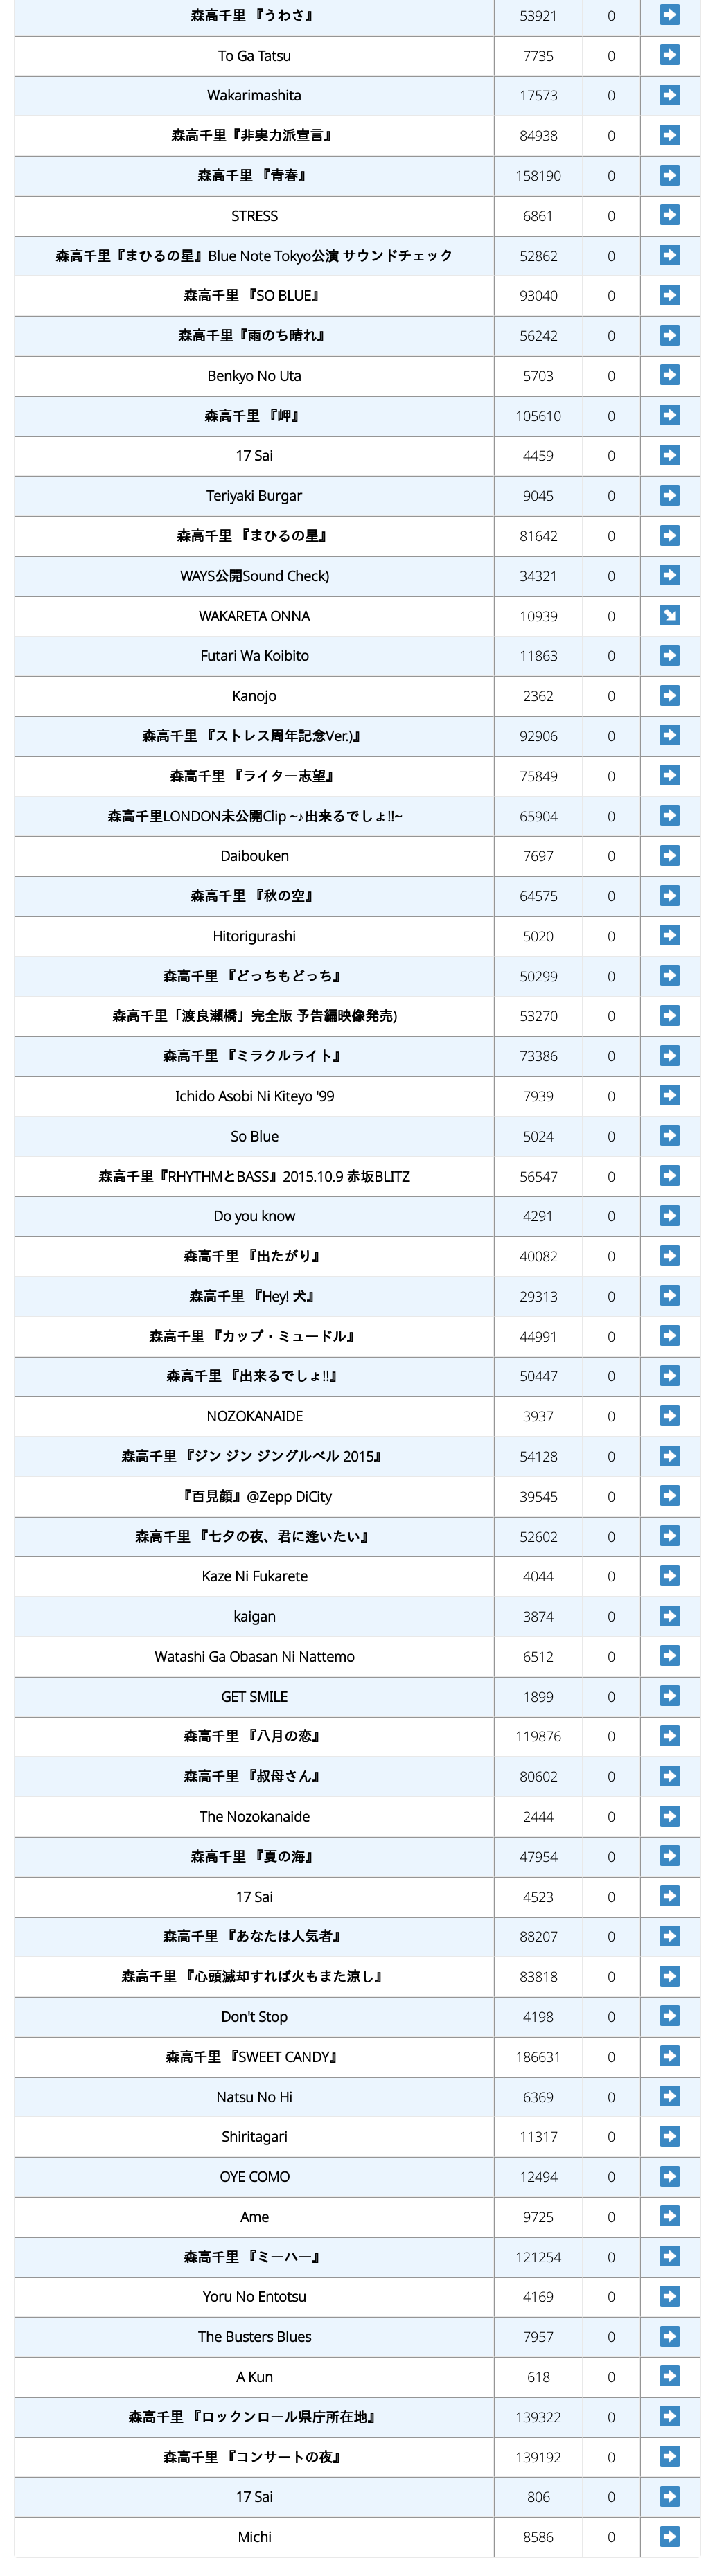 森高千里 『うわさ』 53921 0
To Ga Tatsu 7735 0
Wakarimashita 17573 0
森高千里『非実力派宣言』 84938 0
森高千里 『青春』 158190 0
STRESS 6861 0
森高千里『まひるの星』Blue Note Tokyo公演 サウンドチェック 52862 0
森高千里 『SO BLUE』 93040 0
森高千里『雨のち晴れ』 56242 0
Benkyo No Uta 5703 0
森高千里 『岬』 105610 0
17 Sai 4459 0
Teriyaki Burgar 9045 0
森高千里 『まひるの星』 81642 0
WAYS公開Sound Check) 34321 0
WAKARETA ONNA 10939 0
Futari Wa Koibito 11863 0
Kanojo 2362 0
森高千里 『ストレス周年記念Ver.)』 92906 0
森高千里 『ライター志望』 75849 0
森高千里LONDON未公開Clip ~♪出来るでしょ!!~ 65904 0
Daibouken 7697 0
森高千里 『秋の空』 64575 0
Hitorigurashi 5020 0
森高千里 『どっちもどっち』 50299 0
森高千里「渡良瀬橋」完全版 予告編映像発売) 53270 0
森高千里 『ミラクルライト』 73386 0
Ichido Asobi Ni Kiteyo '99 7939 0
So Blue 5024 0
森高千里『RHYTHMとBASS』2015.10.9 赤坂BLITZ 56547 0
Do you know 4291 0
森高千里 『出たがり』 40082 0
森高千里 『Hey! 犬』 29313 0
森高千里 『カップ・ミュードル』 44991 0
森高千里 『出来るでしょ!!』 50447 0
NOZOKANAIDE 3937 0
森高千里 『ジン ジン ジングルベル 2015』 54128 0
『百見顔』@Zepp DiCity 39545 0
森高千里 『七夕の夜、君に逢いたい』 52602 0
Kaze Ni Fukarete 4044 0
kaigan 3874 0
Watashi Ga Obasan Ni Nattemo 6512 0
GET SMILE 1899 0
森高千里 『八月の恋』 119876 0
森高千里 『叔母さん』 80602 0
The Nozokanaide 2444 0
森高千里 『夏の海』 47954 0
17 Sai 4523 0
森高千里 『あなたは人気者』 88207 0
森高千里 『心頭滅却すれば火もまた涼し』 83818 0
Don't Stop 4198 0
森高千里 『SWEET CANDY』 186631 0
Natsu No Hi 6369 0
Shiritagari 11317 0
OYE COMO 12494 0
Ame 9725 0
森高千里 『ミーハー』 121254 0
Yoru No Entotsu 4169 0
The Busters Blues 7957 0
A Kun 618 0
森高千里 『ロックンロール県庁所在地』 139322 0
森高千里 『コンサートの夜』 139192 0
17 Sai 806 0
Michi 8586 0